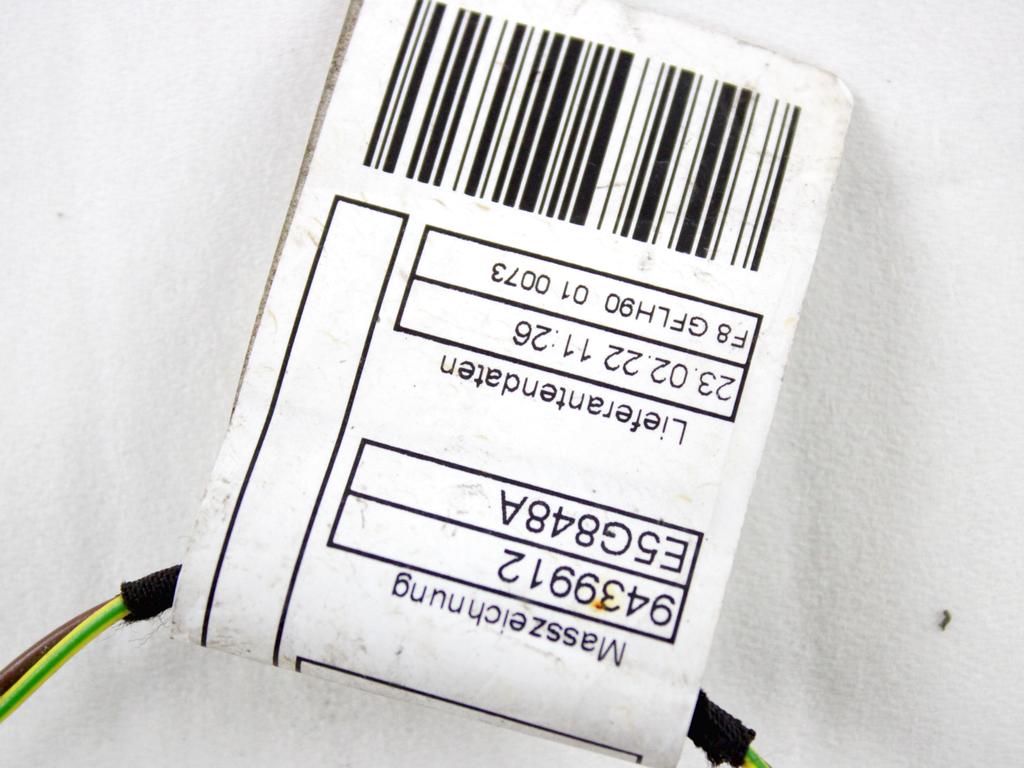 Masszeichnung
9439912
E5G848A
Lieferantendaten
23.02.22 11:26
F8 GFLH90 01 0073